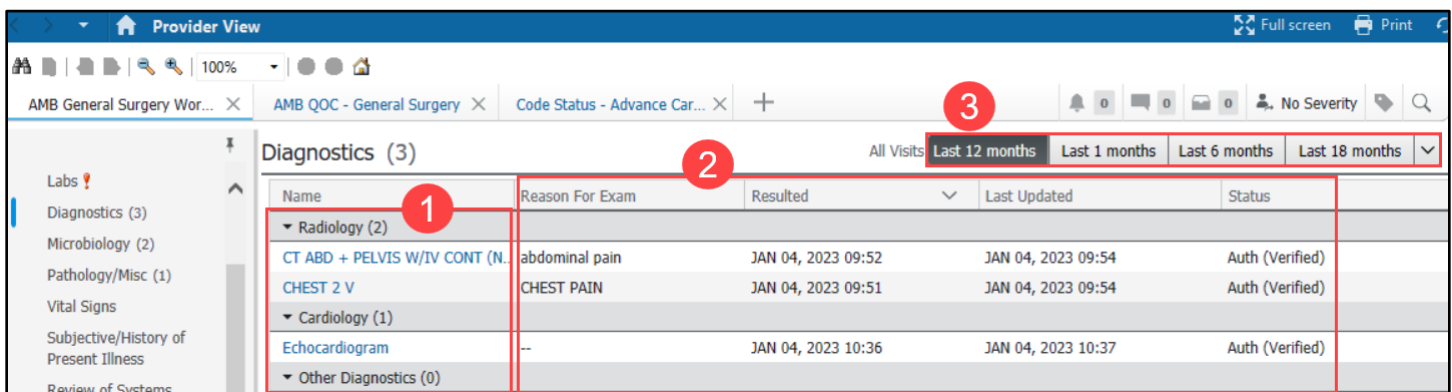 Provider View
Full screen
Print
100%
AMB General Surgery Wor...
AMB QOC - General Surgery
Code Status - Advance Car...
0
0
0
No Severity
3
Diagnostics (3)
All Visits
Last 12 months
Last 1 months
Last 6 months
Last 18 months
2
Labs
Diagnostics (3)
Microbiology (2)
Pathology/Misc (1)
Vital Signs
Subjective/History of
Present Illness
Review of Systems
Name
Reason For Exam
Resulted
Last Updated
Status
1
Radiology (2)
CT ABD + PELVIS W/IV CONT (N..
abdominal pain
JAN 04, 2023 09:52
JAN 04, 2023 09:54
Auth (Verified)
CHEST 2 V
CHEST PAIN
JAN 04, 2023 09:51
JAN 04, 2023 09:54
Auth (Verified)
Cardiology (1)
Echocardiogram
--
JAN 04, 2023 10:36
JAN 04, 2023 10:37
Auth (Verified)
Other Diagnostics (0)